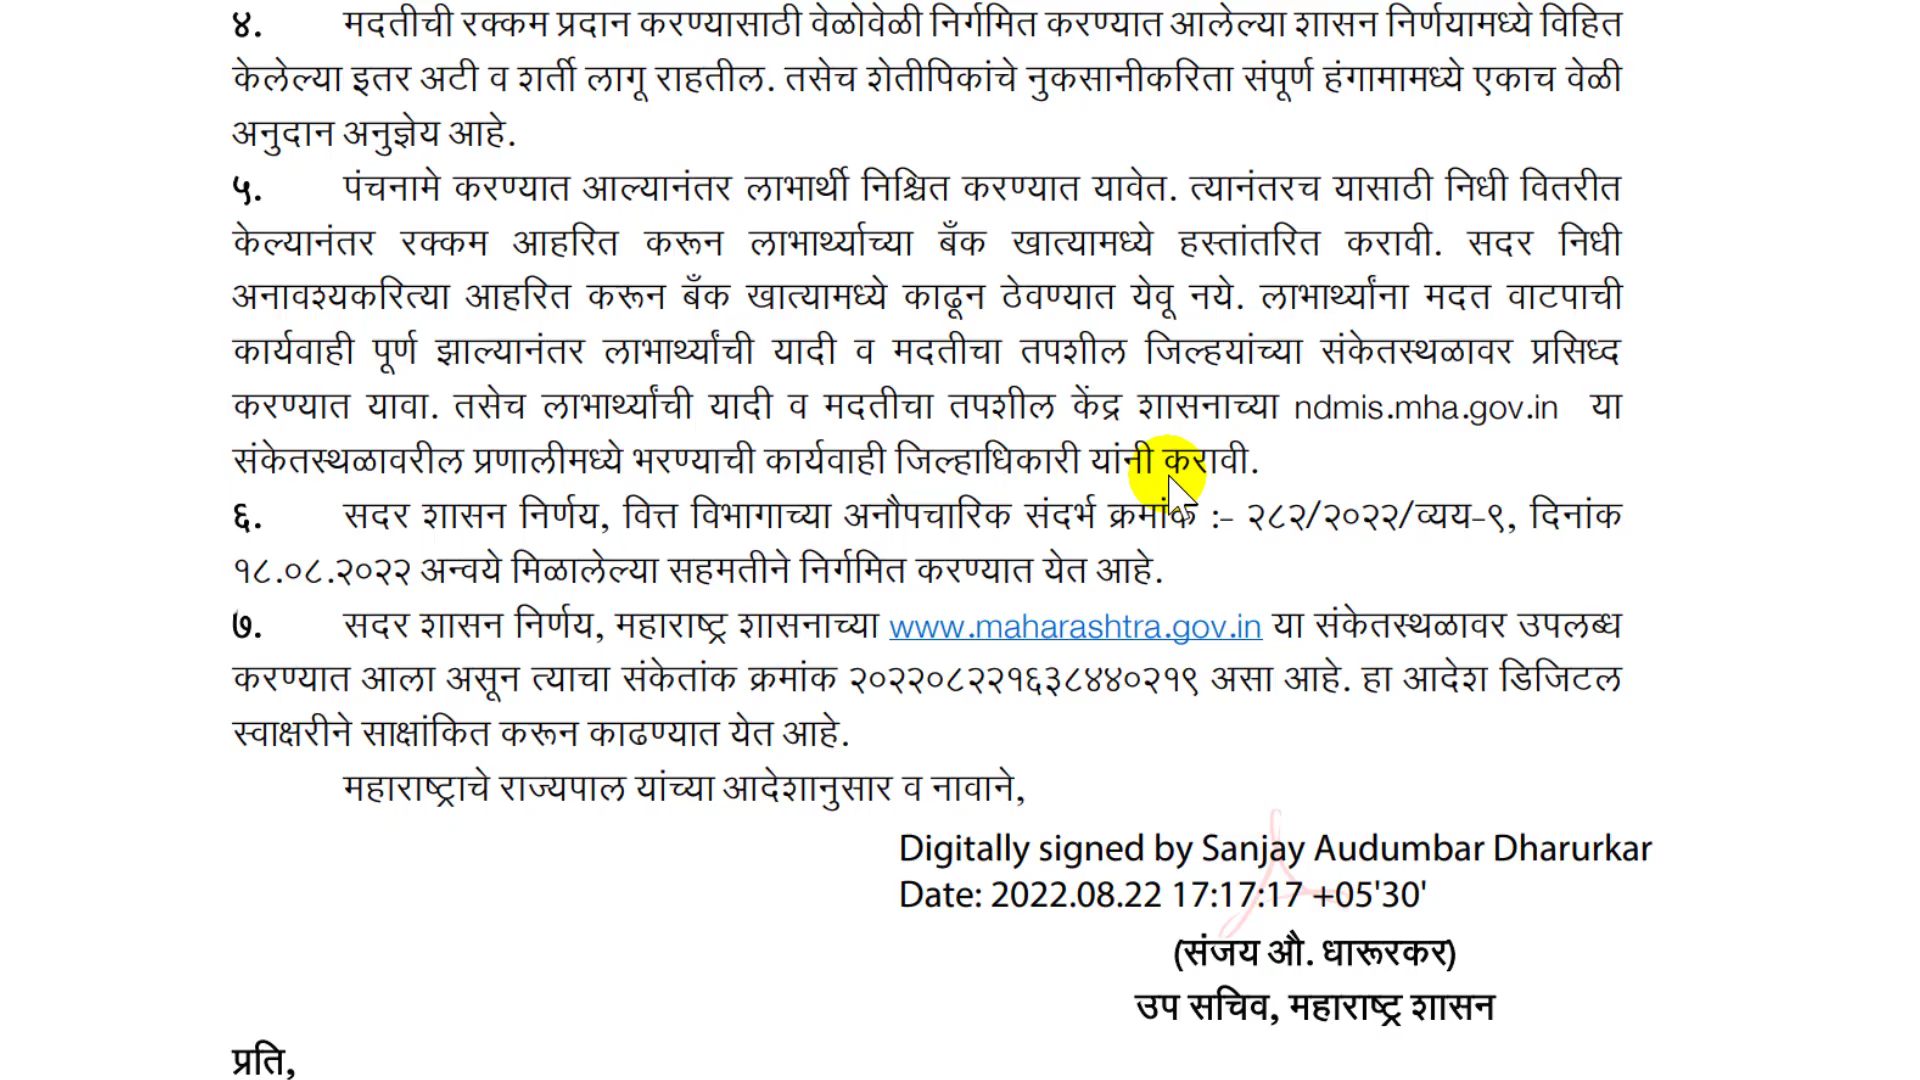 ४. मदतीची रक्कम प्रदान करण्यासाठी वेळोवेळी निर्गमित करण्यात आलेल्या शासन निर्णयामध्ये विहित
केलेल्या इतर अटी व शर्ती लागू राहतील. तसेच शेतीपिकांचे नुकसानीकरिता संपूर्ण हंगामामध्ये एकाच वेळी
अनुदान अनुज्ञेय आहे.
५. पंचनामे करण्यात आल्यानंतर लाभार्थी निश्चित करण्यात यावेत. त्यानंतरच यासाठी निधी वितरीत
केल्यानंतर रक्कम आहरित करून लाभार्थ्याच्या बँक खात्यामध्ये हस्तांतरित करावी. सदर निधी
अनावश्यकरित्या आहरित करून बँक खात्यामध्ये काढून ठेवण्यात येवू नये. लाभार्थ्यांना मदत वाटपाची
कार्यवाही पूर्ण झाल्यानंतर लाभार्थ्यांची यादी व मदतीचा तपशील जिल्हयांच्या संकेतस्थळावर प्रसिध्द
करण्यात यावा. तसेच लाभार्थ्यांची यादी व मदतीचा तपशील केंद्र शासनाच्या ndmis.mha.gov.in या
संकेतस्थळावरील प्रणालीमध्ये भरण्याची कार्यवाही जिल्हाधिकारी यांनी करावी.
६. सदर शासन निर्णय, वित्त विभागाच्या अनौपचारिक संदर्भ क्रमांक :- २८२/२०२२/व्यय-९, दिनांक
१८.०८.२०२२ अन्वये मिळालेल्या सहमतीने निर्गमित करण्यात येत आहे.
७. सदर शासन निर्णय, महाराष्ट्र शासनाच्या www.maharashtra.gov.in या संकेतस्थळावर उपलब्ध
करण्यात आला असून त्याचा संकेतांक क्रमांक २०२२०८२२१६३८४४०२१९ असा आहे. हा आदेश डिजिटल
स्वाक्षरीने साक्षांकित करून काढण्यात येत आहे.
महाराष्ट्राचे राज्यपाल यांच्या आदेशानुसार व नावाने,
Digitally signed by Sanjay Audumbar Dharurkar
Date: 2022.08.22 17:17:17 +05'30'
(संजय औ. धारूरकर)
उप सचिव, महाराष्ट्र शासन
प्रति,